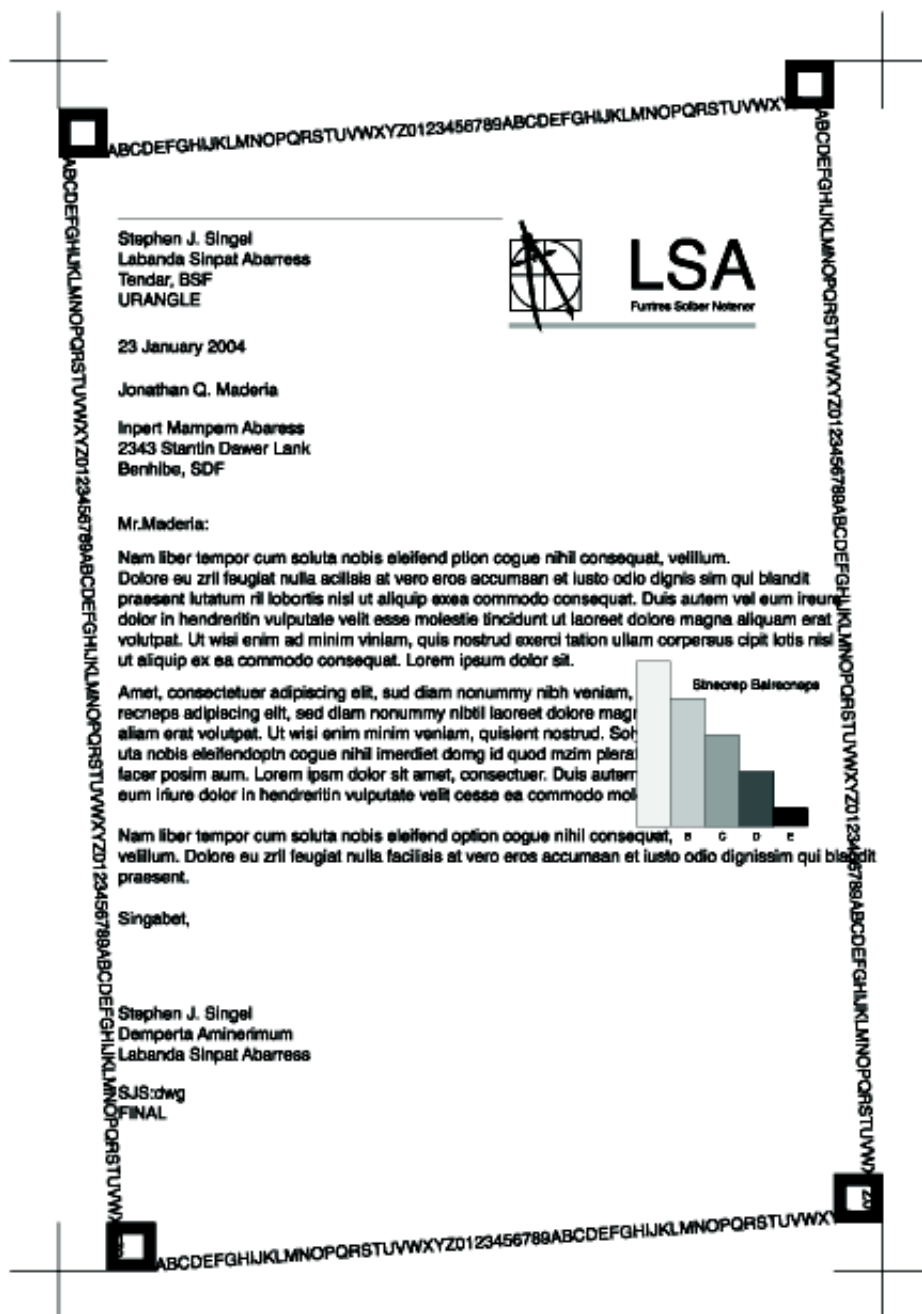 ABCDEFGHIJKLMNOPQRSTUVWXYZ0123456789ABCDEFGHIJKLMNOPQRSTUVWXY
ABCDEFGHIJKLMNOPQRSTUVWXYZ0123456789ABCDEFGHIJKLMNOPQRSTUVWXYZ0123456789ABCDEFGHIJKLMNOPQRSTUVWX
ABCDEFGHIJKLMNOPQRSTUVWXYZ0123456789ABCDEFGHIJKLMNOPQRSTUVWXYZ0123456789ABCDEFGHIJKLMNOPQRSTUVWX
Stephen J. Singel
Labanda Sinpat Abarress
Tendar, BSF
URANGLE
LSA
Funtres Solber Notener
23 January 2004
Jonathan Q. Maderia
Inpert Mampem Abaress
2343 Stantin Dawer Lank
Benhibe, SDF
Mr.Maderia:
Nam liber tempor cum soluta nobis eleifend ption cogue nihil consequat, velillum.
Dolore eu zril feugiat nulla acilisis at vero eros accumsan et iusto odio dignis sim qui blandit
praesent lutatum ril lobortis nisl ut aliquip exea commodo consequat. Duis autem vel eum ireure
dolor in hendreritin vulputate velit esse molestie tincidunt ut laoreet dolore magna aliquam erat
volutpat. Ut wisi enim ad minim viniam, quis nostrud exerci tation ullam corpersus cipit lotis nisl
ut aliquip ex ea commodo consequat. Lorem ipsum dolor sit.
Amet, consectetuer adipiscing elit, sud diam nonummy nibh veniam,
recneps adipiscing elit, sed diam nonummy nibtil laoreet dolore magr
aliam erat volutpat. Ut wisi enim minim veniam, quisient nostrud. Sol
uta nobis eleifendoptn cogue nihil imerdiet domg id quod mzim plerat
facer posim aum. Lorem ipsm dolor sit amet, consectuer. Duis autem
eum iriure dolor in hendreritin vulputate velit cesse ea commodo mol
Stnecrep Balrecneps
B C D E
Nam liber tempor cum soluta nobis eleifend option cogue nihil consequat,
velillum. Dolore eu zril feugiat nulla facilisis at vero eros accumsan et iusto odio dignissim qui blandit
praesent.
Singabet,
Stephen J. Singel
Demperta Aminerimum
Labanda Sinpat Abarress
SJS:dwg
FINAL
ABCDEFGHIJKLMNOPQRSTUVWXYZ0123456789ABCDEFGHIJKLMNOPQRSTUVWXY